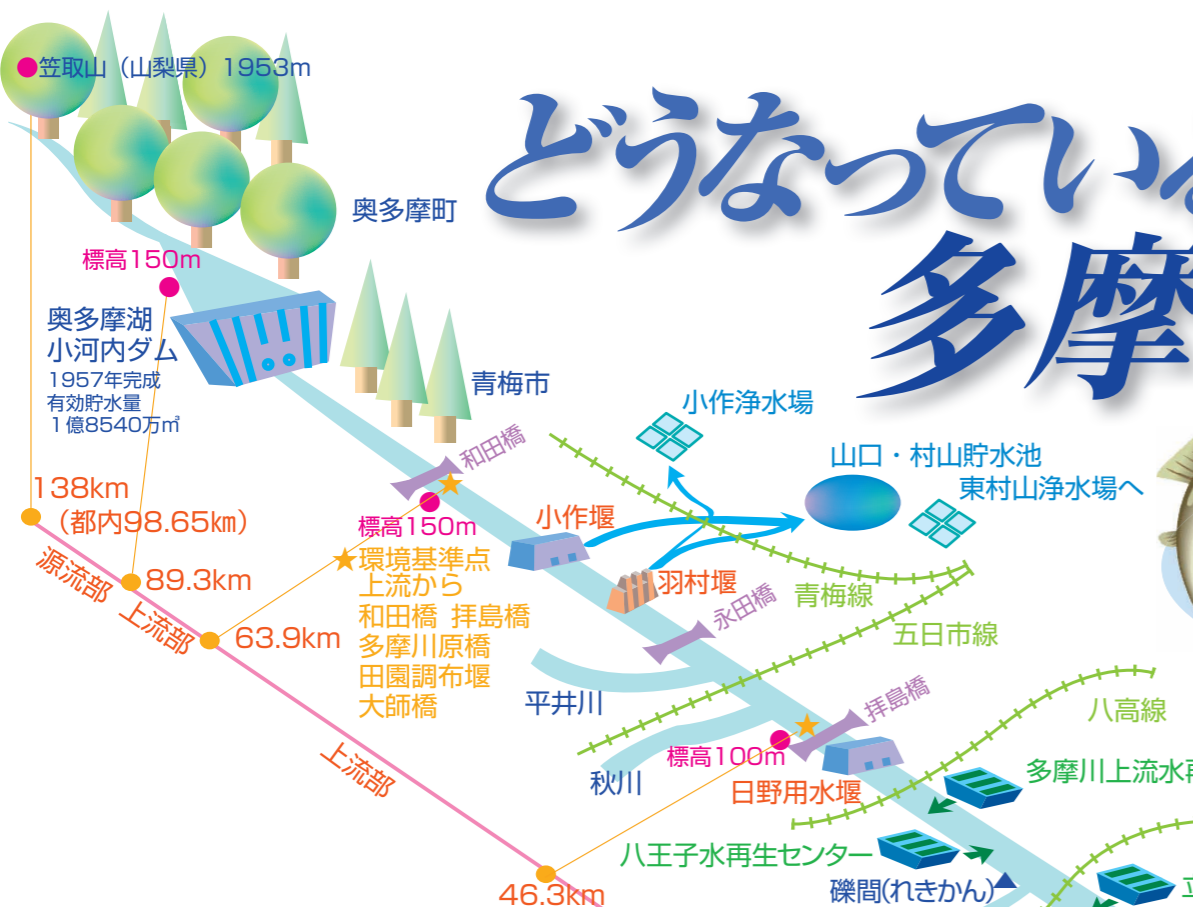 笠取山（山梨県）1953m
どうなっている
多摩
奥多摩町
標高150m
奥多摩湖
小河内ダム
1957年完成
有効貯水量
1億8540万㎥
青梅市
和田橋
小作浄水場
山口・村山貯水池
東村山浄水場へ
138km
（都内98.65㎞）
標高150m
小作堰
源流部
89.3km
上流部
63.9km
★環境基準点
上流から
和田橋 拝島橋
多摩川原橋
田園調布堰
大師橋
羽村堰
永田橋
青梅線
五日市線
平井川
拝島橋
八高線
標高100m
秋川
日野用水堰
上流部
多摩川上流水再
八王子水再生センター
46.3km
礫間(れきかん)